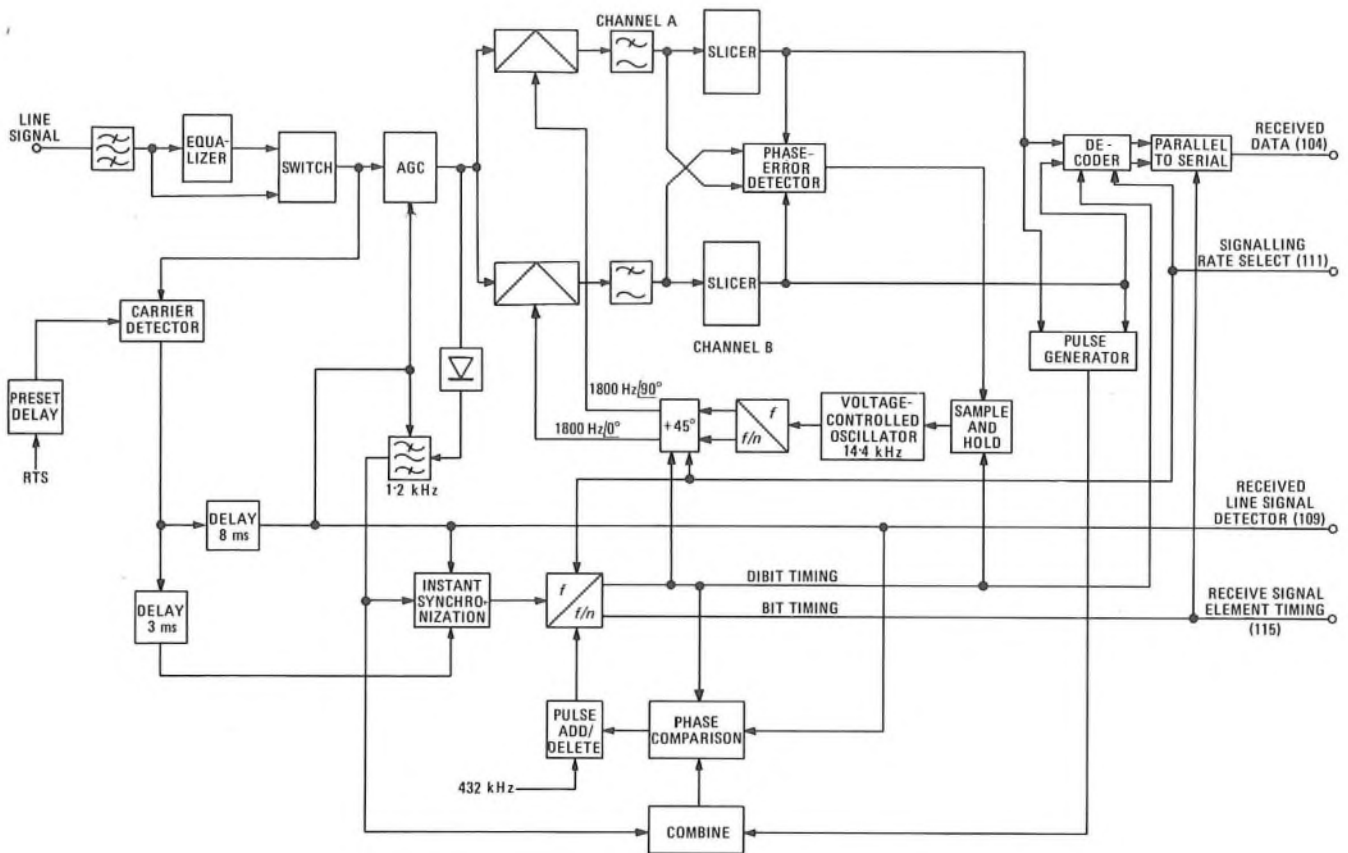 CHANNEL A
SLICER
LINE
SIGNAL
EQUA-
LIZER
SWITCH
AGC
PHASE-
ERROR
DETECTOR
DE-
CODER
PARALLEL
TO SERIAL
RECEIVED
DATA (104)
SIGNALLING
RATE SELECT (111)
SLICER
CHANNEL B
CARRIER
DETECTOR
PULSE
GENERATOR
PRESET
DELAY
RTS
1800 Hz/90°
1800 Hz/0°
+45°
f
f/n
VOLTAGE-
CONTROLLED
OSCILLATOR
14·4 kHz
SAMPLE
AND
HOLD
1·2 kHz
DELAY
8 ms
RECEIVED
LINE SIGNAL
DETECTOR (109)
DELAY
3 ms
INSTANT
SYNCHRO-
NIZATION
f
f/n
DIBIT TIMING
BIT TIMING
RECEIVE SIGNAL
ELEMENT TIMING
(115)
PULSE
ADD/
DELETE
PHASE
COMPARISON
432 kHz
COMBINE